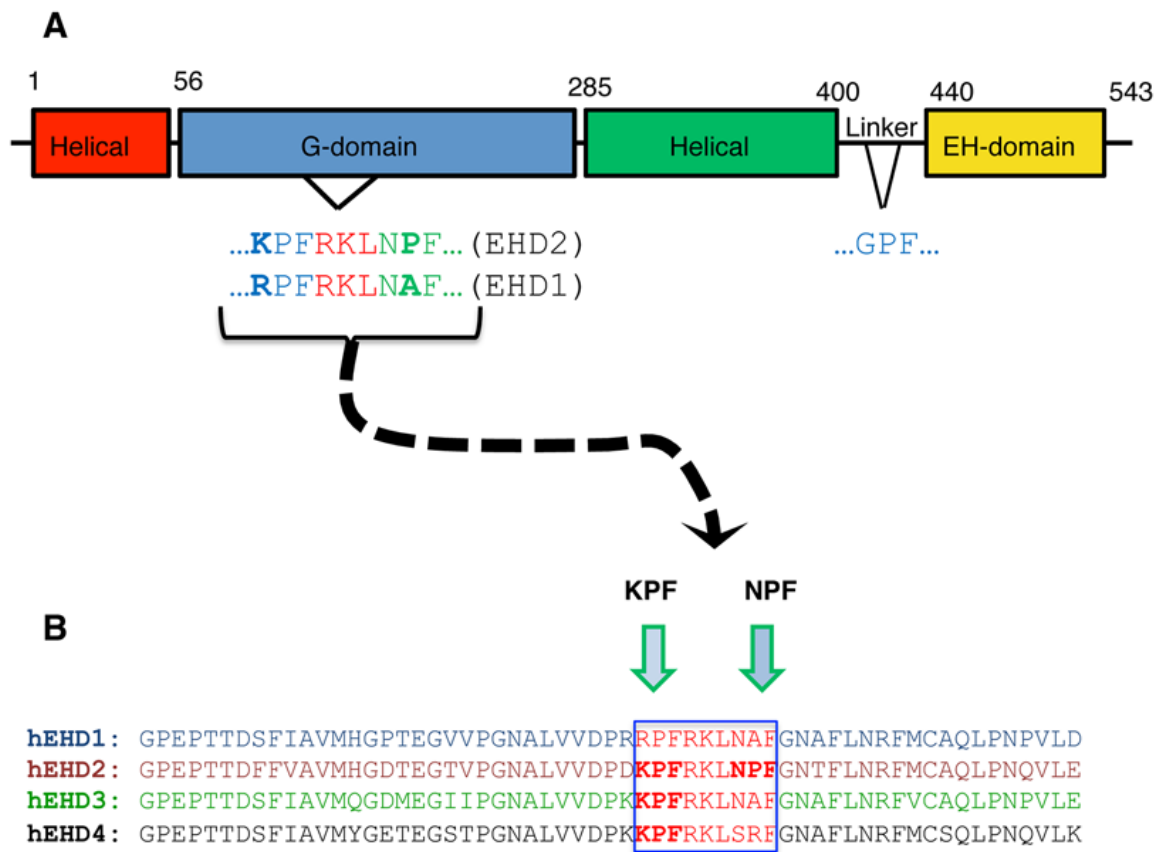 A
1 56 285 400 440 543
Helical G-domain Helical Linker EH-domain
...KPFRKLNPF... (EHD2) ...GPF...
...RPFRKLNAF... (EHD1)
KPF NPF
B
hEHD1: GPEPTTDSFIAVMHGPTEGVVPGNALVVDPRRPFRKLNAFGNAFLNRFMCAQLPNPVLD
hEHD2: GPEPTTDFFVAVMHGDTEGTVPGNALVVDPDKPFRKLNPFGNTFLNRFMCAQLPNQVLE
hEHD3: GPEPTTDSFIAVMQGDMEGIIPGNALVVDPKKPFRKLNAFGNAFLNRFVCAQLPNPVLE
hEHD4: GPEPTTDSFIAVMYGETEGSTPGNALVVDPKKPFRKLSRFGNAFLNRFMCSQLPNQVLK